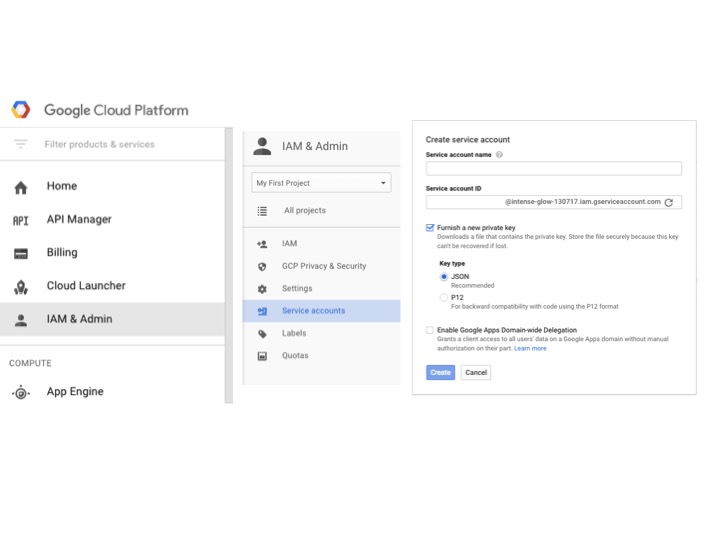 Google Cloud Platform
Filter products & services
Home
API Manager
Billing
Cloud Launcher
IAM & Admin
COMPUTE
App Engine
IAM & Admin
My First Project
All projects
IAM
GCP Privacy & Security
Settings
Service accounts
Labels
Quotas
Create service account
Service account name
Service account ID
@intense-glow-130717.iam.gserviceaccount.com
Furnish a new private key
Downloads a file that contains the private key. Store the file securely because this key
can't be recovered if lost.
Key type
JSON
Recommended
P12
For backward compatibility with code using the P12 format
Enable Google Apps Domain-wide Delegation
Grants a client access to all users' data on a Google Apps domain without manual
authorization on their part. Learn more
Create Cancel